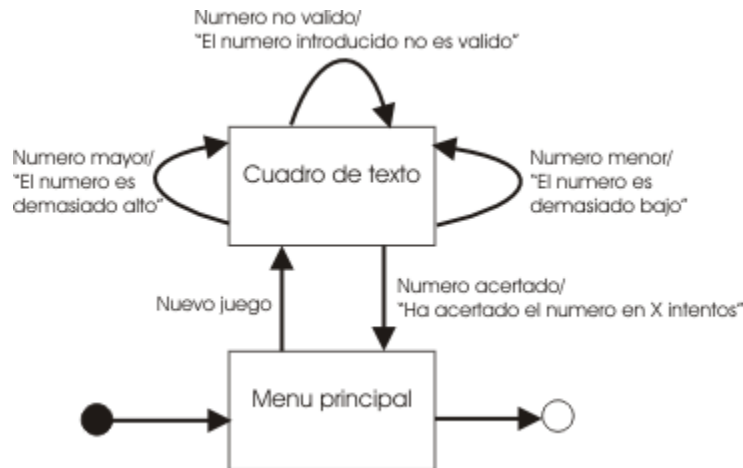 Numero no valido/
"El numero introducido no es valido"
Numero mayor/
"El numero es
demasiado alto"
Cuadro de texto
Numero menor/
"El numero es
demasiado bajo"
Nuevo juego
Numero acertado/
"Ha acertado el numero en X intentos"
Menu principal